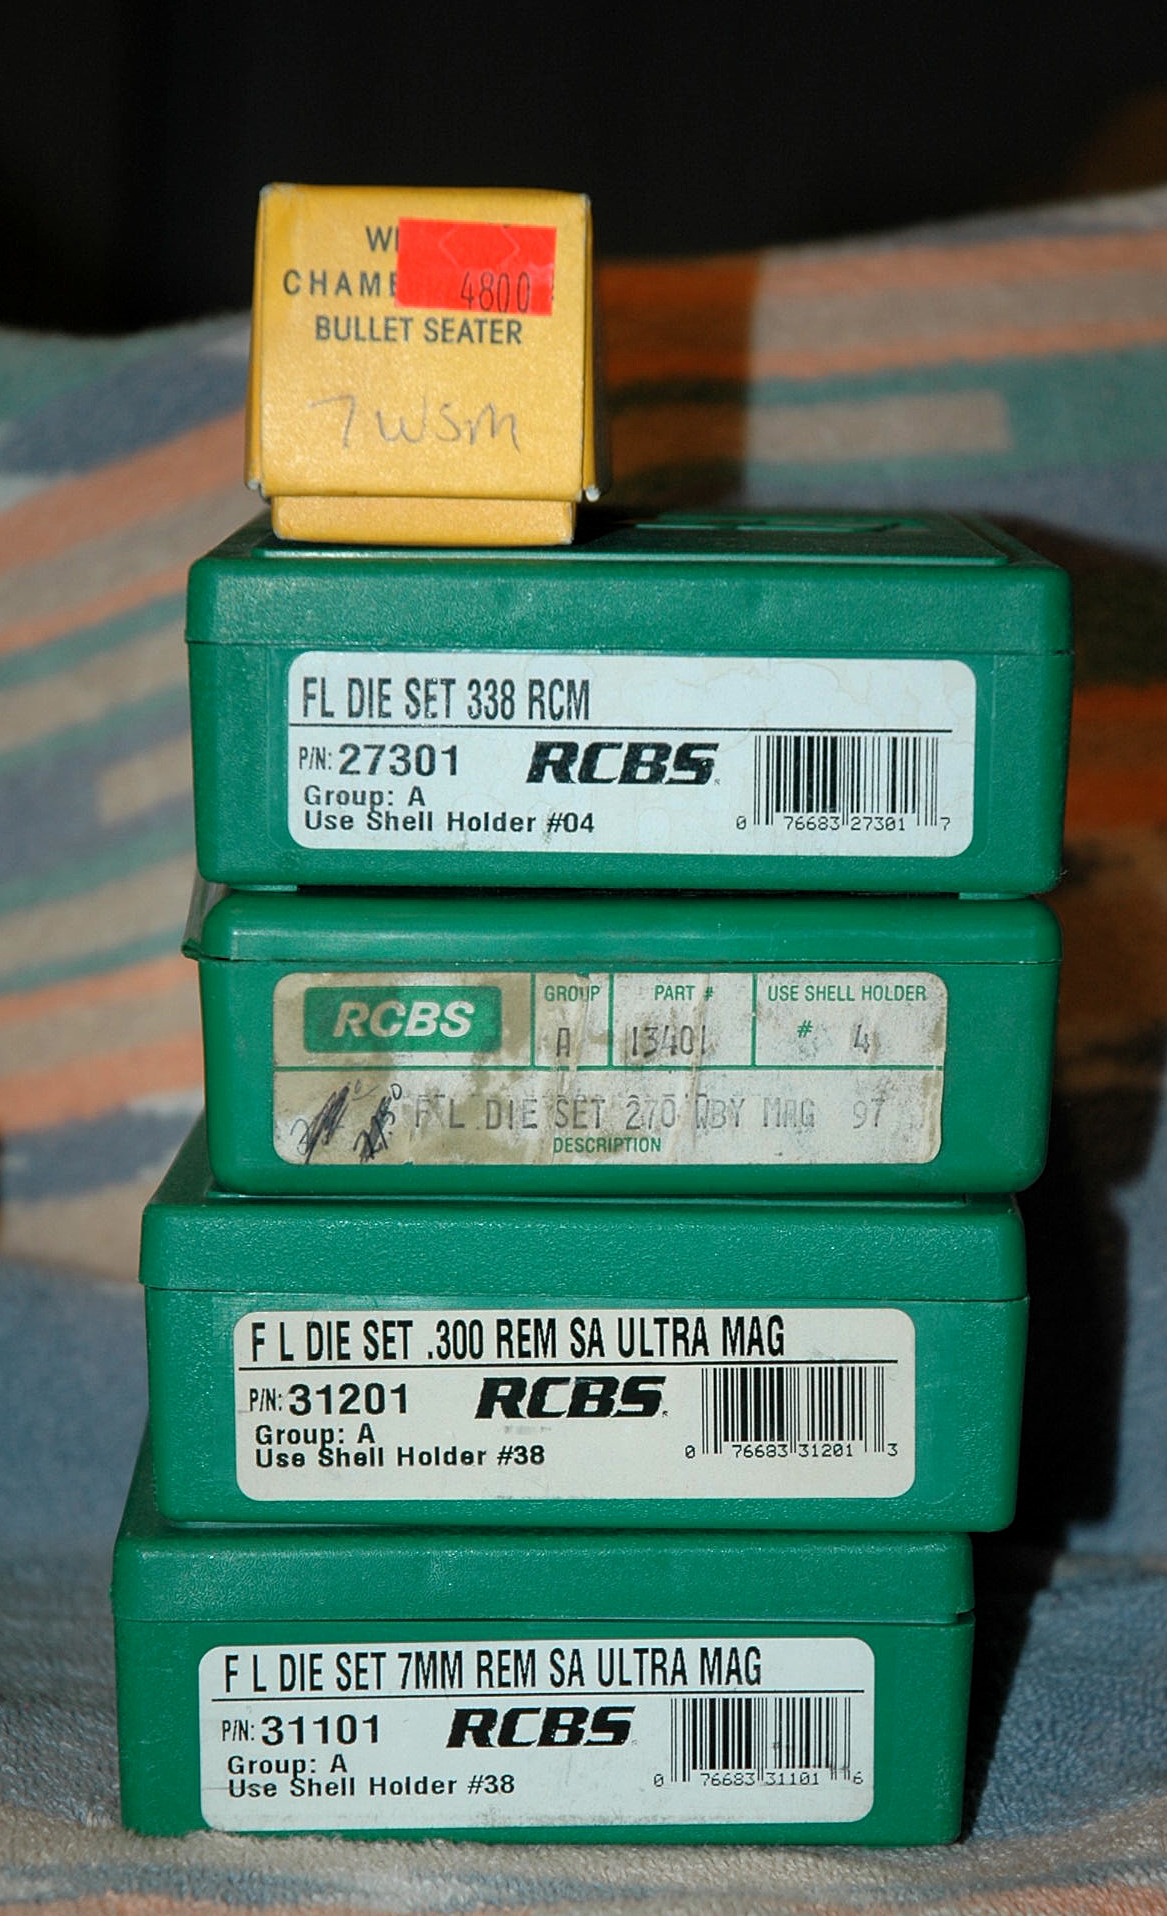 4800
BULLET SEATER
7 WSM
FL DIE SET 338 RCM
P/N: 27301 RCBS
Group: A
Use Shell Holder #04
0 76683 27301 7
RCBS GROUP PART # USE SHELL HOLDER
A 13401 # 4
F L DIE SET 270 WBY MAG 97
DESCRIPTION
F L DIE SET .300 REM SA ULTRA MAG
P/N: 31201 RCBS
Group: A
Use Shell Holder #38
0 76683 31201 3
F L DIE SET 7MM REM SA ULTRA MAG
P/N: 31101 RCBS
Group: A
Use Shell Holder #38
0 76683 31101 6